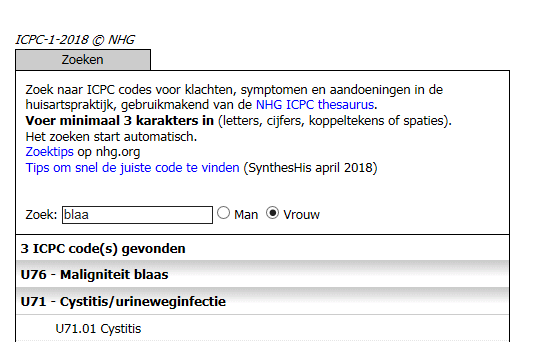 ICPC-1-2018 © NHG
Zoeken
Zoek naar ICPC codes voor klachten, symptomen en aandoeningen in de
huisartspraktijk, gebruikmakend van de NHG ICPC thesaurus.
Voer minimaal 3 karakters in (letters, cijfers, koppeltekens of spaties).
Het zoeken start automatisch.
Zoektips op nhg.org
Tips om snel de juiste code te vinden (SynthesHis april 2018)
Zoek: blaa Man Vrouw
3 ICPC code(s) gevonden
U76 - Maligniteit blaas
U71 - Cystitis/urineweginfectie
U71.01 Cystitis